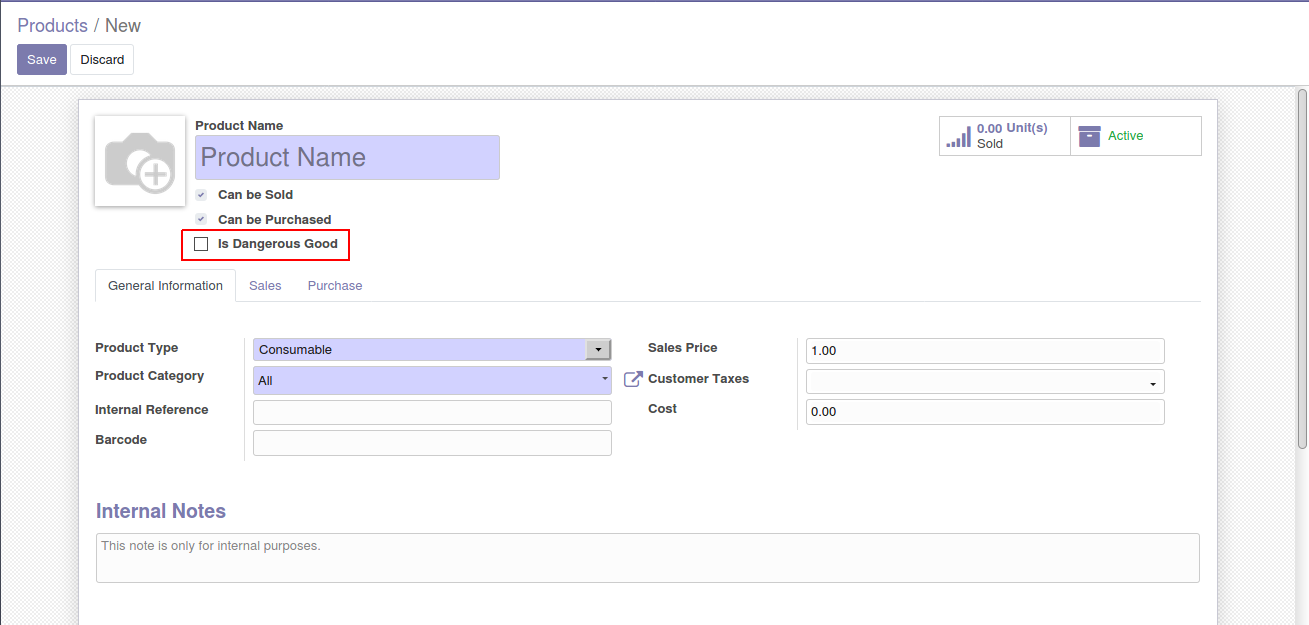 Products / New
Save Discard
Product Name
Product Name
0.00 Unit(s)
Sold
Active
Can be Sold
Can be Purchased
Is Dangerous Good
General Information Sales Purchase
Product Type Consumable Sales Price 1.00
Product Category All Customer Taxes
Internal Reference Cost 0.00
Barcode
Internal Notes
This note is only for internal purposes.